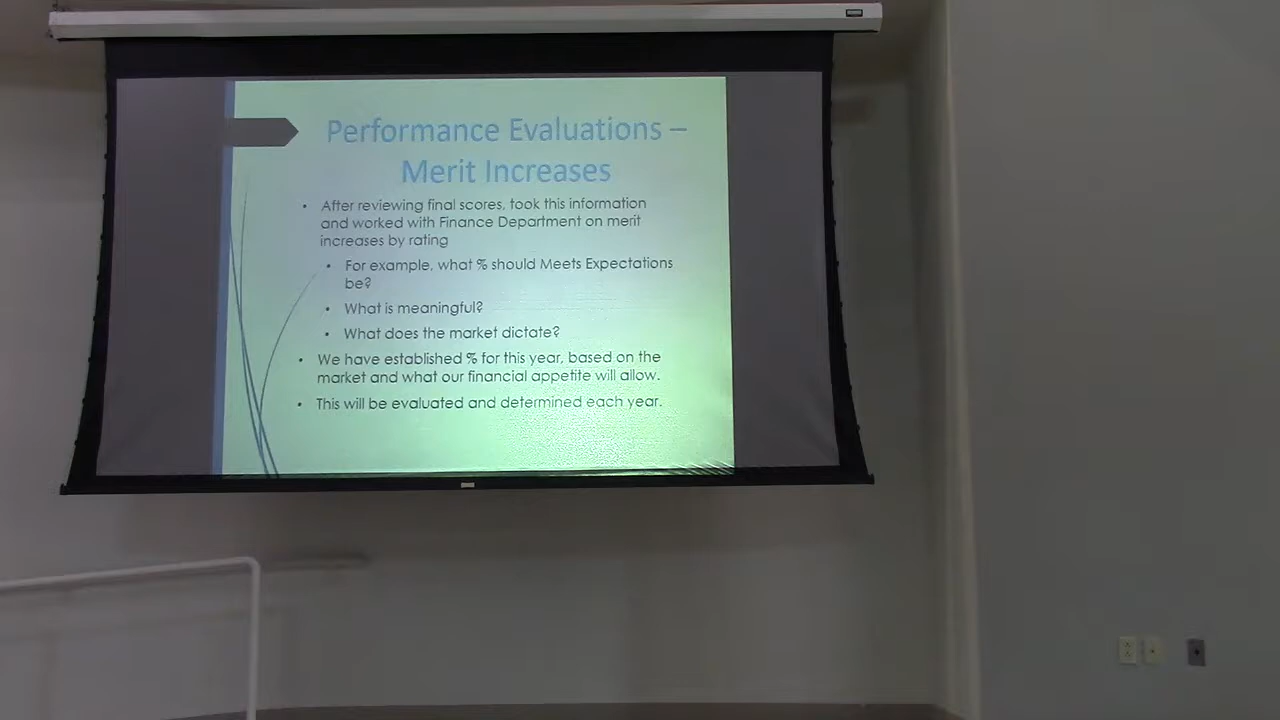 Performance Evaluations –
Merit Increases
• After reviewing final scores, took this information
and worked with Finance Department on merit
increases by rating
• For example, what % should Meets Expectations
be?
• What is meaningful?
• What does the market dictate?
• We have established % for this year, based on the
market and what our financial appetite will allow.
• This will be evaluated and determined each year.